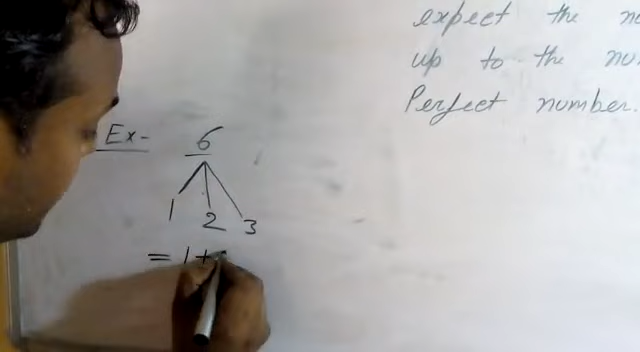 expect the
up to the
Perfect number.
Ex-
6
1 2 3
= 1 +